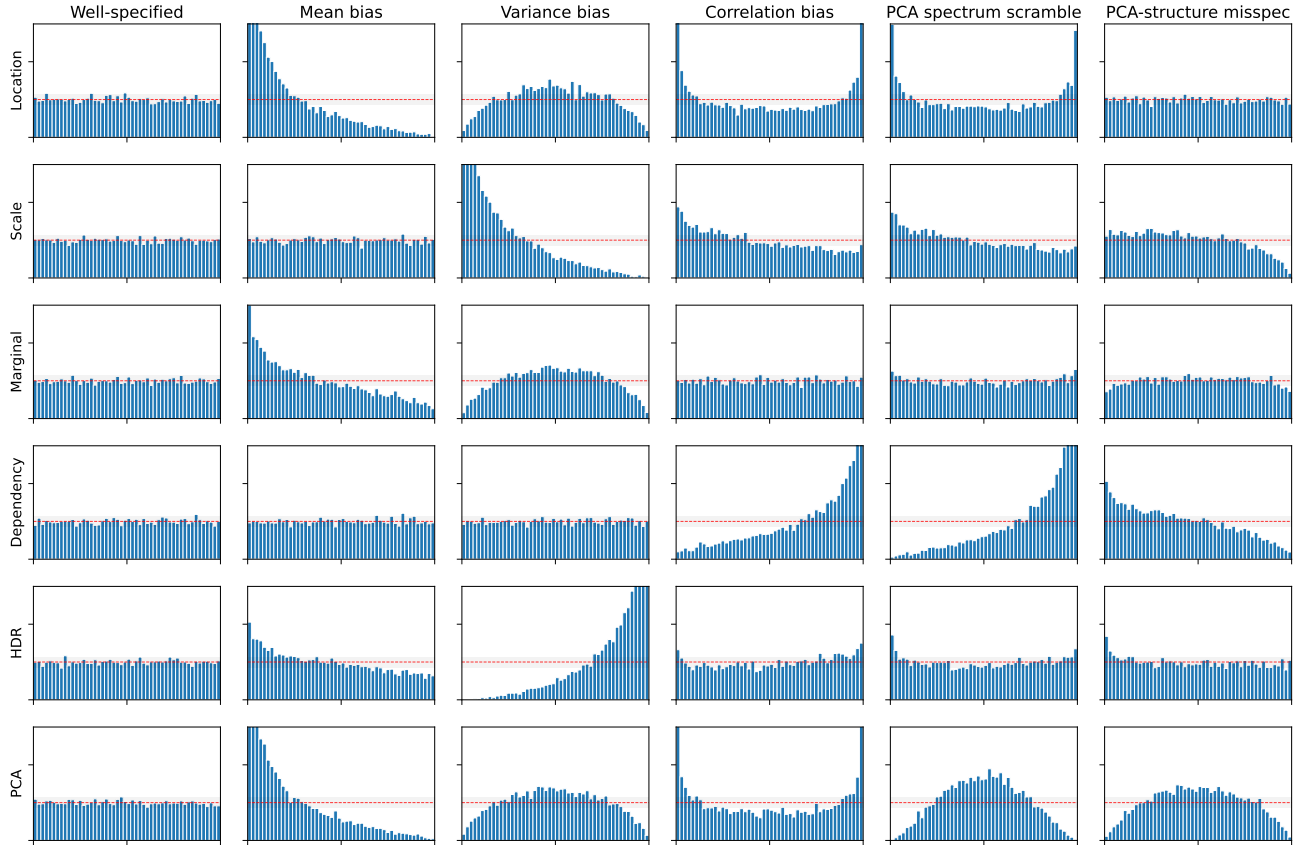 Well-specified
Mean bias
Variance bias
Correlation bias
PCA spectrum scramble
PCA-structure misspec
Location
Scale
Marginal
Dependency
HDR
PCA